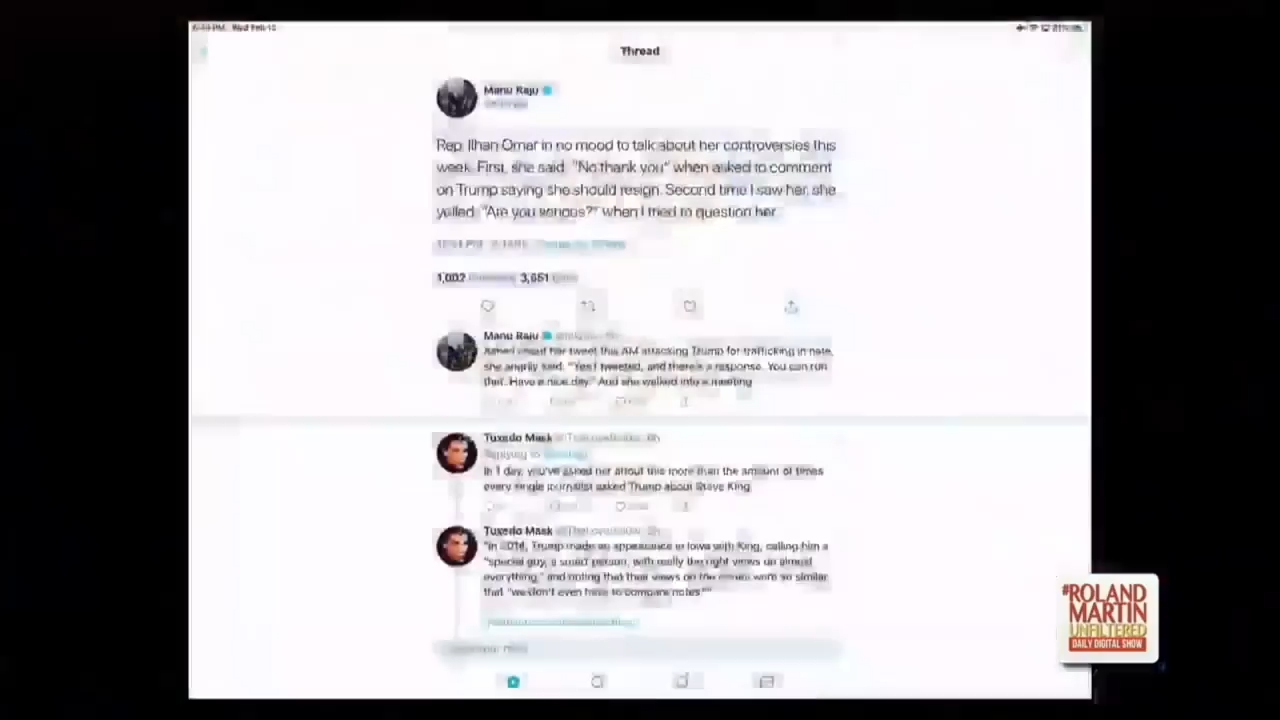 Wed Feb 13
Thread
Manu Raju
Rep. Ilhan Omar in no mood to talk about her controversies this
week. First, she said: "No thank you" when asked to comment
on Trump saying she should resign. Second time I saw her, she
yelled: "Are you serious?" when I tried to question her
1,002 3,651
Manu Raju
Asked about her tweet this AM attacking Trump for trafficking in hate,
she angrily said: "Yes I tweeted, and there's a response. You can run
that. Have a nice day." And she walked into a meeting
Tuxedo Mask
Replying to
In 1 day, you've asked her about this more than the amount of times
every single journalist asked Trump about Steve King
Tuxedo Mask
"In 2014, Trump made an appearance in Iowa with King, calling him a
"special guy, a smart person, with really the right views on almost
everything," and noting that their views on the issues were so similar
that "we don't even have to compare notes.""
#ROLAND
MARTIN
UNFILTERED
DAILY DIGITAL SHOW